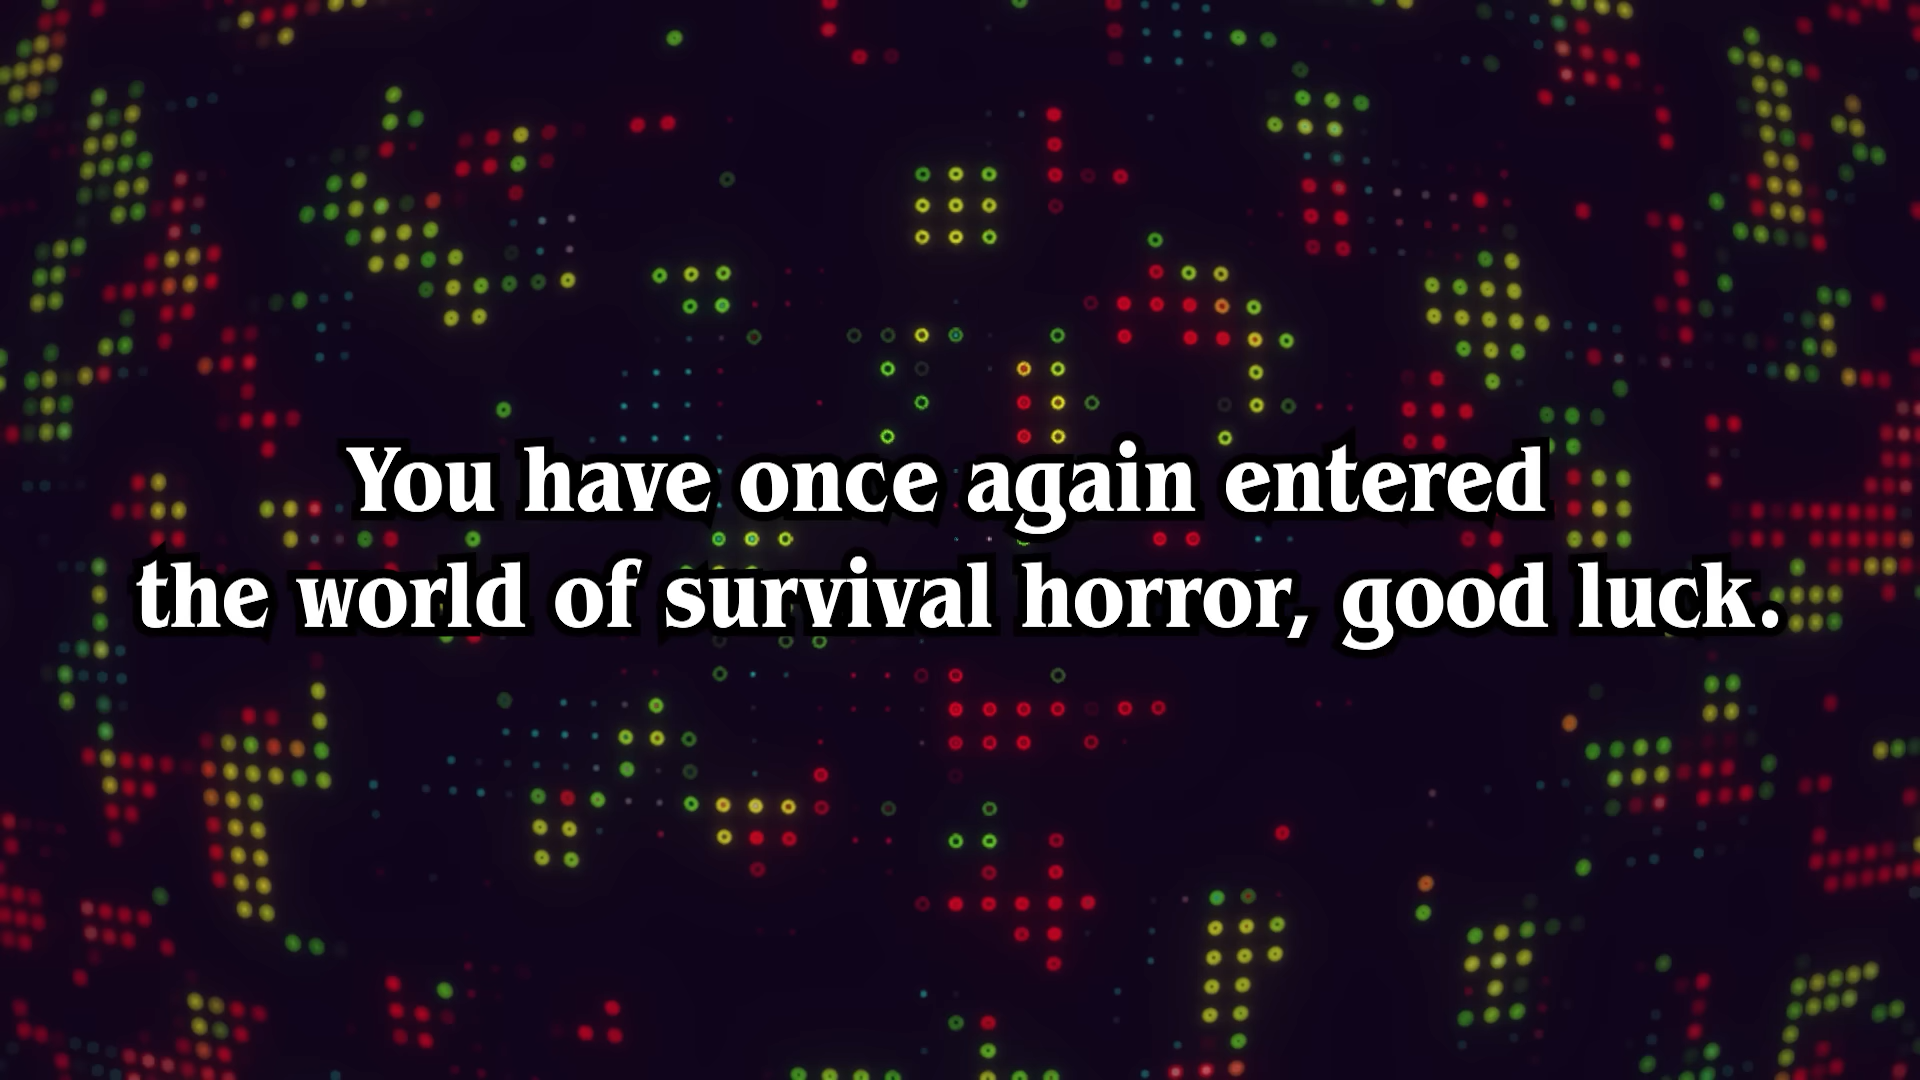 You have once again entered
the world of survival horror, good luck.